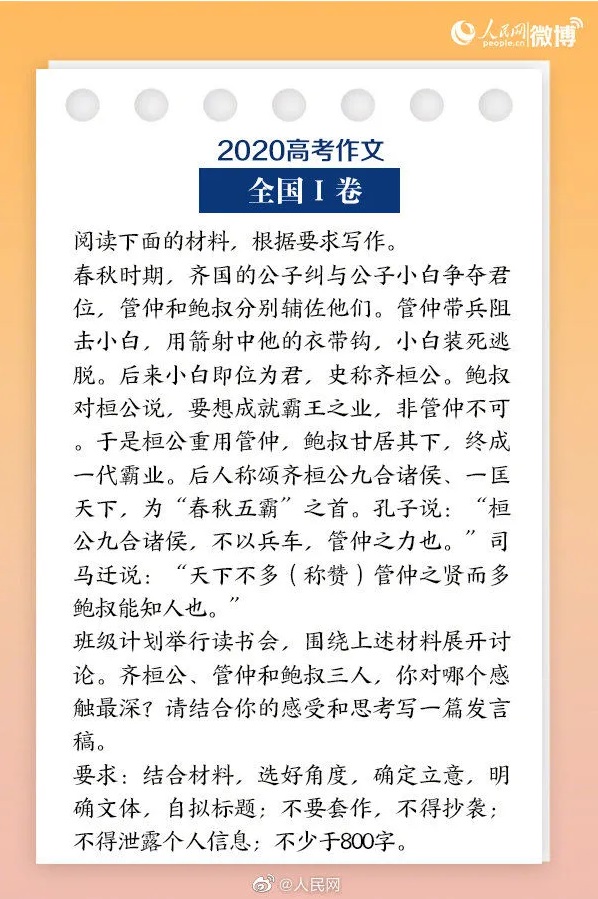 人民网 微博
people.cn
2020高考作文
全国Ⅰ卷
阅读下面的材料，根据要求写作。
春秋时期，齐国的公子纠与公子小白争夺君
位，管仲和鲍叔分别辅佐他们。管仲带兵阻
击小白，用箭射中他的衣带钩，小白装死逃
脱。后来小白即位为君，史称齐桓公。鲍叔
对桓公说，要想成就霸王之业，非管仲不可
。于是桓公重用管仲，鲍叔甘居其下，终成
一代霸业。后人称颂齐桓公九合诸侯、一匡
天下，为“春秋五霸”之首。孔子说：“桓
公九合诸侯，不以兵车，管仲之力也。”司
马迁说：“天下不多（称赞）管仲之贤而多
鲍叔能知人也。”
班级计划举行读书会，围绕上述材料展开讨
论。齐桓公、管仲和鲍叔三人，你对哪个感
触最深？请结合你的感受和思考写一篇发言
稿。
要求：结合材料，选好角度，确定立意，明
确文体，自拟标题；不要套作，不得抄袭；
不得泄露个人信息；不少于800字。
@人民网